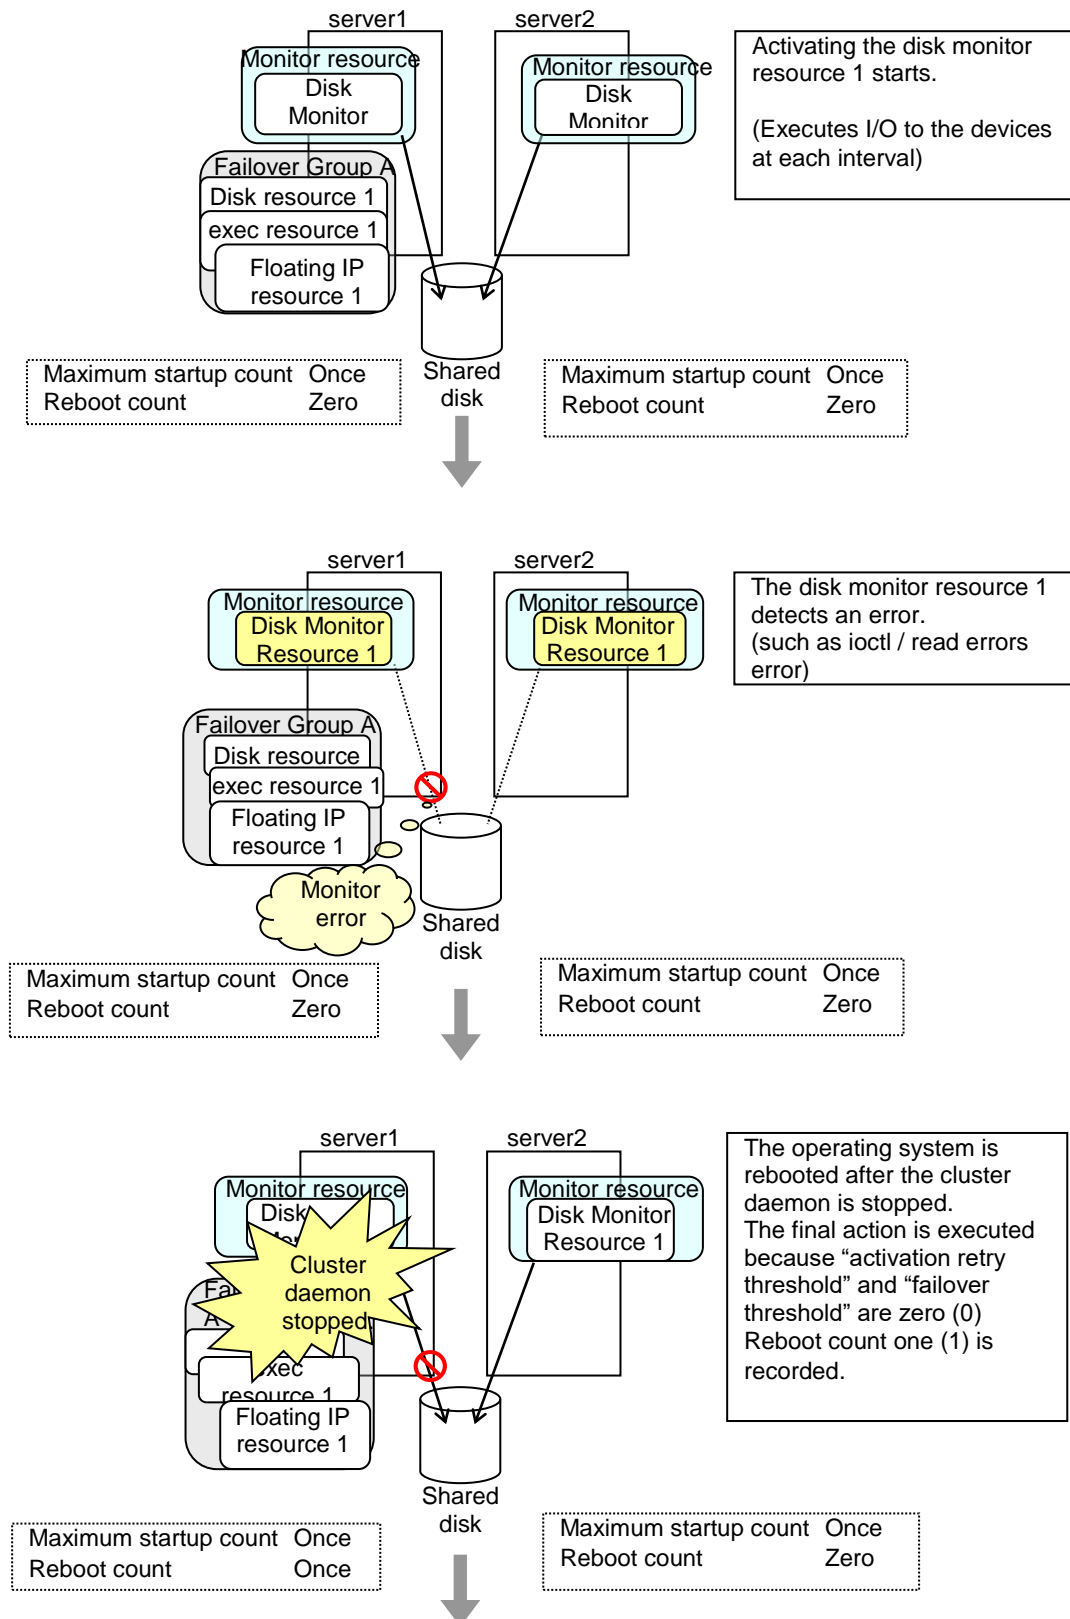 server1
server2
Monitor resource
Disk
Monitor
Monitor resource
Disk
Monitor
Activating the disk monitor
resource 1 starts.
(Executes I/O to the devices
at each interval)
Failover Group A
Disk resource 1
exec resource 1
Floating IP
resource 1
Shared
disk
Maximum startup count Once
Reboot count Zero
Maximum startup count Once
Reboot count Zero
server1
server2
Monitor resource
Disk Monitor
Resource 1
Monitor resource
Disk Monitor
Resource 1
The disk monitor resource 1
detects an error.
(such as ioctl / read errors
error)
Failover Group A
Disk resource
exec resource 1
Floating IP
resource 1
Monitor
error
Shared
disk
Maximum startup count Once
Reboot count Zero
Maximum startup count Once
Reboot count Zero
server1
server2
Monitor resource
Disk
Monitor resource
Disk Monitor
Resource 1
Cluster
daemon
stopped.
The operating system is
rebooted after the cluster
daemon is stopped.
The final action is executed
because “activation retry
threshold” and “failover
threshold” are zero (0)
Reboot count one (1) is
recorded.
A
exec
resource 1
Floating IP
resource 1
Shared
disk
Maximum startup count Once
Reboot count Once
Maximum startup count Once
Reboot count Zero